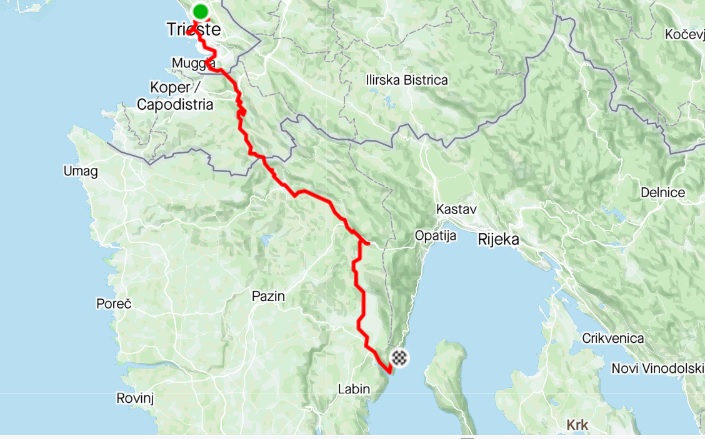 Trieste
Muggia
Koper /
Capodistria
Ilirska Bistrica
Kočevj
Umag
Delnice
Kastav
Opatija
Rijeka
Poreč
Pazin
Crikvenica
Novi Vinodolski
Labin
Rovinj
Krk